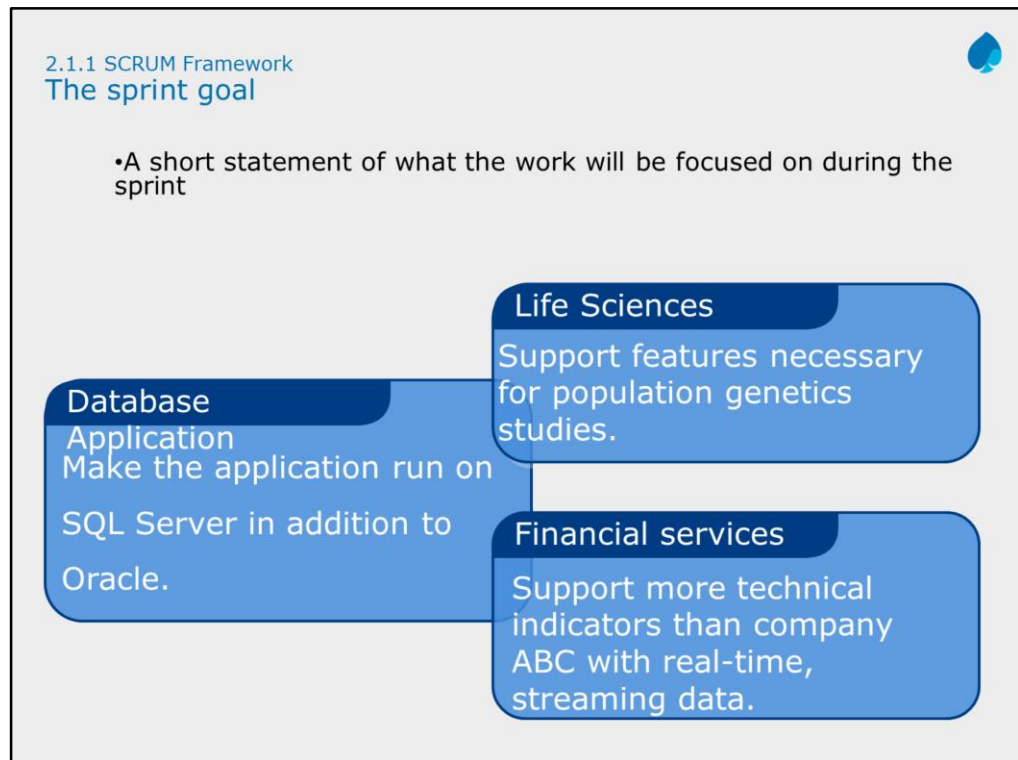 2.1.1 SCRUM Framework
The sprint goal
•A short statement of what the work will be focused on during the
sprint
Life Sciences
Support features necessary
for population genetics
studies.
Database
Application
Make the application run on
SQL Server in addition to
Oracle.
Financial services
Support more technical
indicators than company
ABC with real-time,
streaming data.